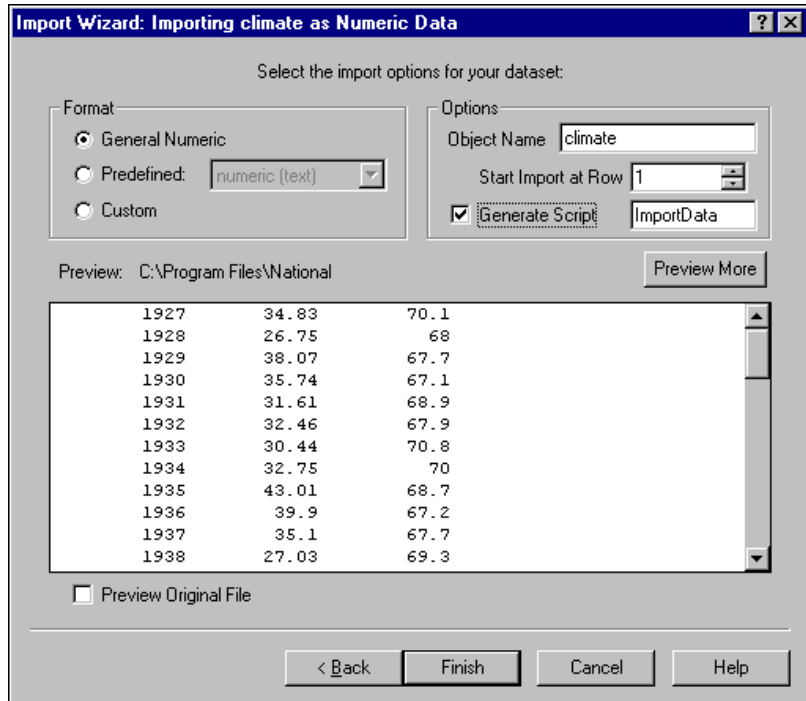 Import Wizard: Importing climate as Numeric Data
Select the import options for your dataset:
Format
General Numeric
Predefined: numeric (text)
Custom
Options
Object Name climate
Start Import at Row 1
Generate Script ImportData
Preview: C:\Program Files\National
Preview More
1927 34.83 70.1
1928 26.75 68
1929 38.07 67.7
1930 35.74 67.1
1931 31.61 68.9
1932 32.46 67.9
1933 30.44 70.8
1934 32.75 70
1935 43.01 68.7
1936 39.9 67.2
1937 35.1 67.7
1938 27.03 69.3
Preview Original File
< Back Finish Cancel Help